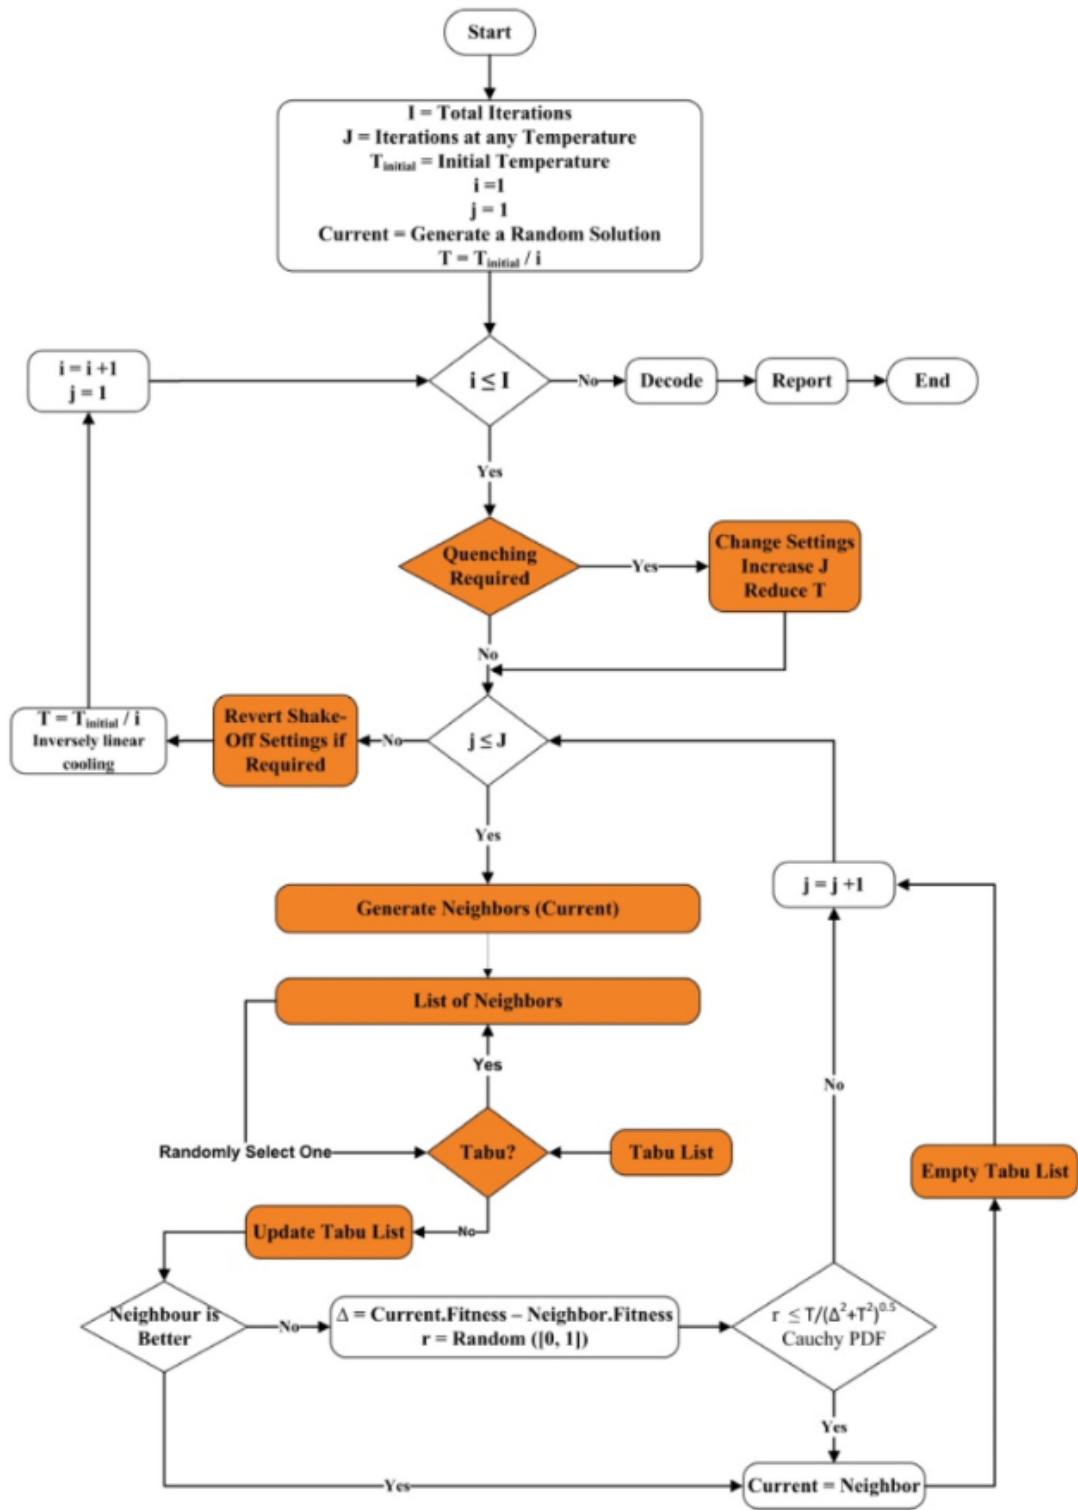 Start
I = Total Iterations
J = Iterations at any Temperature
Tinitial = Initial Temperature
i =1
j = 1
Current = Generate a Random Solution
T = Tinitial / i
i = i +1
j = 1
i ≤ I
No
Decode
Report
End
Yes
Quenching
Required
Yes
Change Settings
Increase J
Reduce T
No
T = Tinitial / i
Inversely linear
cooling
Revert Shake-
Off Settings if
Required
No
j ≤ J
Yes
j = j +1
Generate Neighbors (Current)
List of Neighbors
Yes
No
Randomly Select One
Tabu?
Tabu List
Empty Tabu List
Update Tabu List
No
Neighbour is
Better
No
Δ = Current.Fitness – Neighbor.Fitness
r = Random ([0, 1])
r ≤ T/(Δ²+T²)^0.5
Cauchy PDF
Yes
Yes
Current = Neighbor